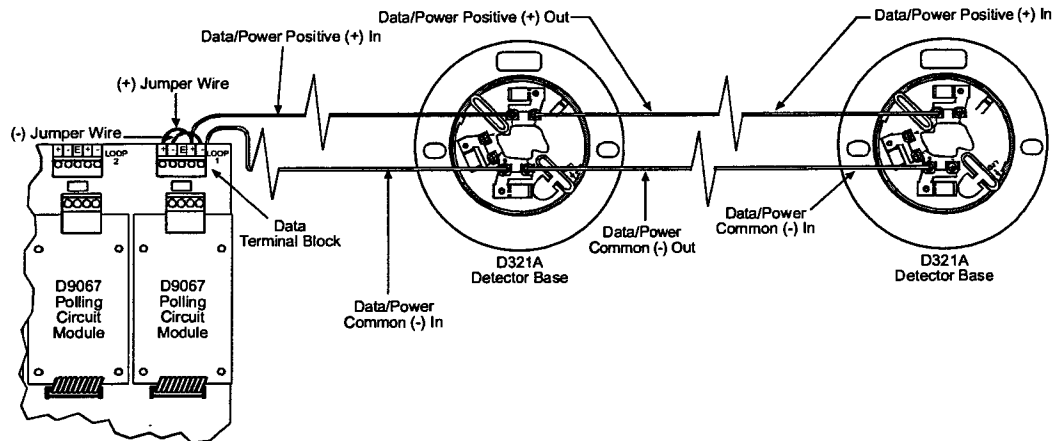 Data/Power Positive (+) Out
Data/Power Positive (+) In
Data/Power Positive (+) In
(+) Jumper Wire
(-) Jumper Wire
+ - E + -
LOOP
2
+ - E + -
LOOP
1
Data
Terminal Block
Data/Power
Common (-) In
Data/Power
Common (-) Out
D321A
Detector Base
D321A
Detector Base
D9067
Polling
Circuit
Module
D9067
Polling
Circuit
Module
Data/Power
Common (-) In